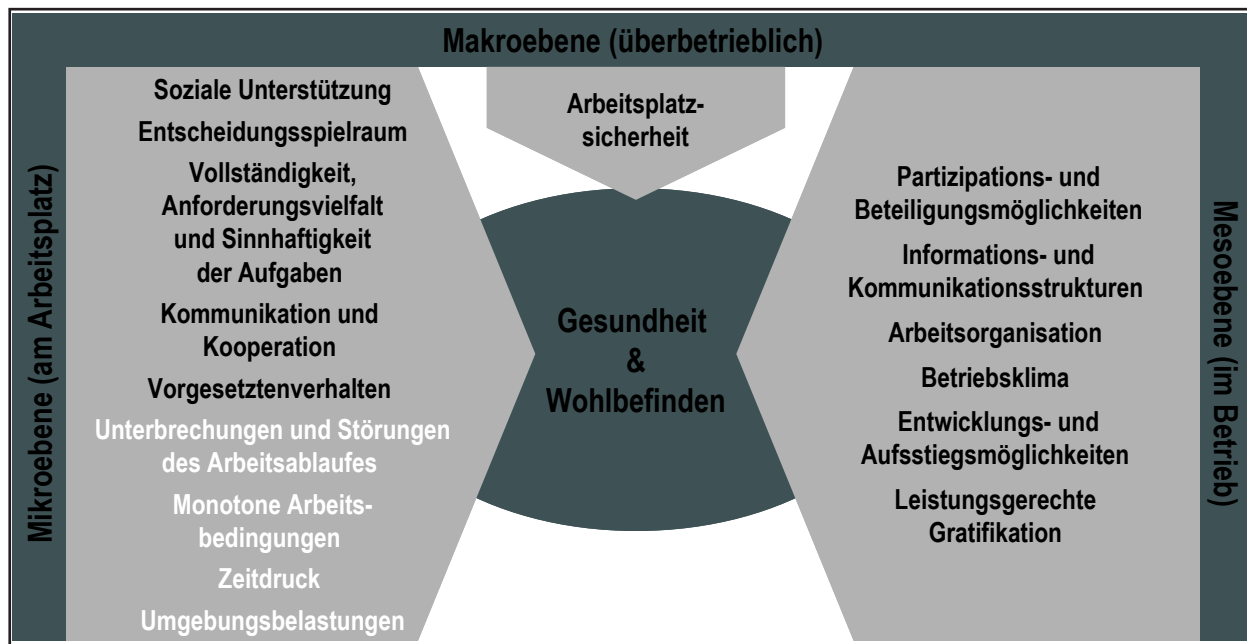 Makroebene (überbetrieblich)
Mikroebene (am Arbeitsplatz)
Soziale Unterstützung
Entscheidungsspielraum
Vollständigkeit,
Anforderungsvielfalt
und Sinnhaftigkeit
der Aufgaben
Kommunikation und
Kooperation
Vorgesetztenverhalten
Unterbrechungen und Störungen
des Arbeitsablaufes
Monotone Arbeits-
bedingungen
Zeitdruck
Umgebungsbelastungen
Arbeitsplatz-
sicherheit
Gesundheit
&
Wohlbefinden
Partizipations- und
Beteiligungsmöglichkeiten
Informations- und
Kommunikationsstrukturen
Arbeitsorganisation
Betriebsklima
Entwicklungs- und
Aufsstiegsmöglichkeiten
Leistungsgerechte
Gratifikation
Mesoebene (im Betrieb)